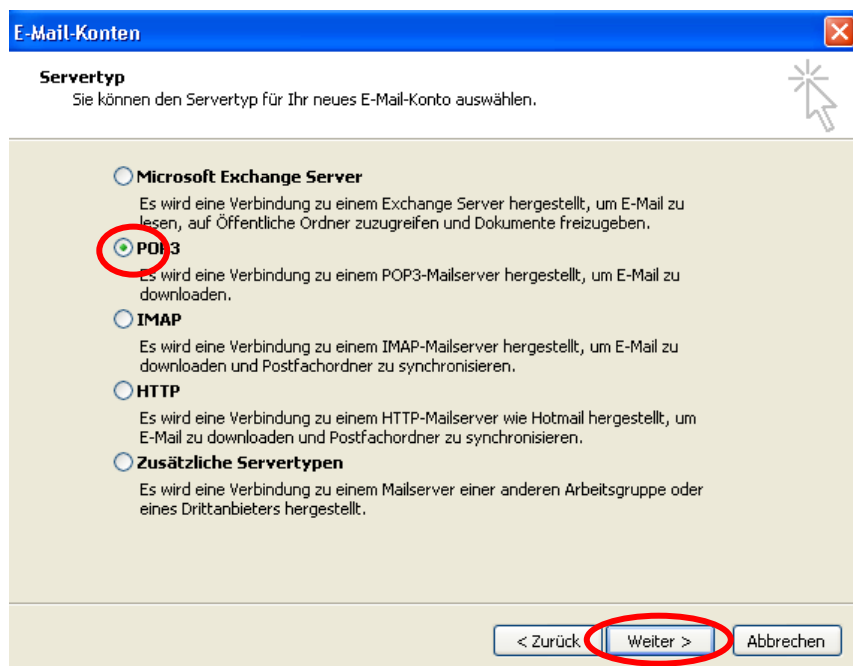 E-Mail-Konten
Servertyp
Sie können den Servertyp für Ihr neues E-Mail-Konto auswählen.
Microsoft Exchange Server
Es wird eine Verbindung zu einem Exchange Server hergestellt, um E-Mail zu
lesen, auf Öffentliche Ordner zuzugreifen und Dokumente freizugeben.
POP3
Es wird eine Verbindung zu einem POP3-Mailserver hergestellt, um E-Mail zu
downloaden.
IMAP
Es wird eine Verbindung zu einem IMAP-Mailserver hergestellt, um E-Mail zu
downloaden und Postfachordner zu synchronisieren.
HTTP
Es wird eine Verbindung zu einem HTTP-Mailserver wie Hotmail hergestellt, um
E-Mail zu downloaden und Postfachordner zu synchronisieren.
Zusätzliche Servertypen
Es wird eine Verbindung zu einem Mailserver einer anderen Arbeitsgruppe oder
eines Drittanbieters hergestellt.
< Zurück Weiter > Abbrechen